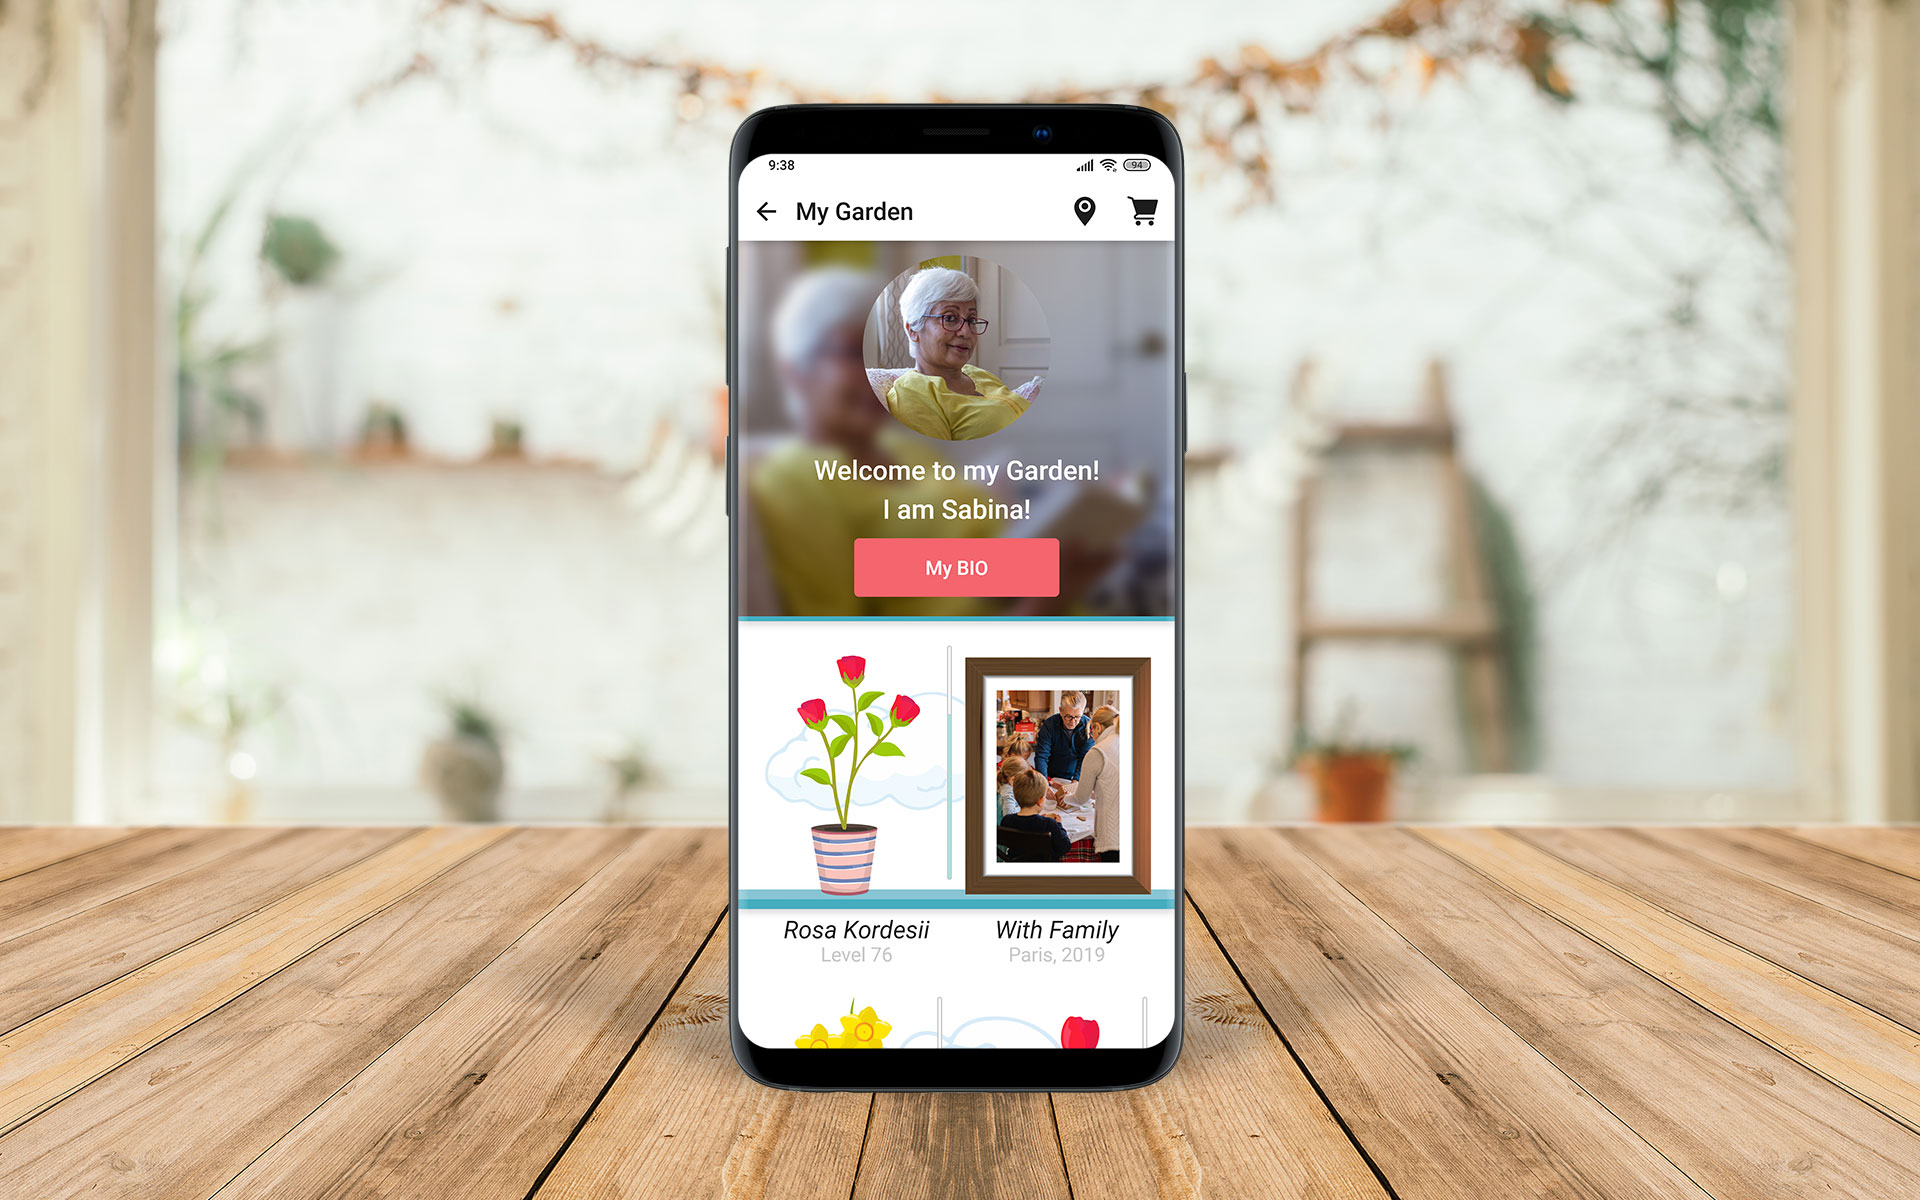 9:38
94
My Garden
Welcome to my Garden!
I am Sabina!
My BIO
Rosa Kordesii
With Family
Level 76
Paris, 2019